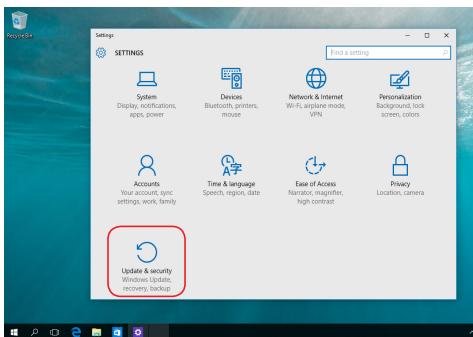 Recycle Bin
Settings
SETTINGS
Find a setting
System
Display, notifications,
apps, power
Devices
Bluetooth, printers,
mouse
Network & Internet
Wi-Fi, airplane mode,
VPN
Personalization
Background, lock
screen, colors
Accounts
Your account, sync
settings, work, family
Time & language
Speech, region, date
Ease of Access
Narrator, magnifier,
high contrast
Privacy
Location, camera
Update & security
Windows Update,
recovery, backup